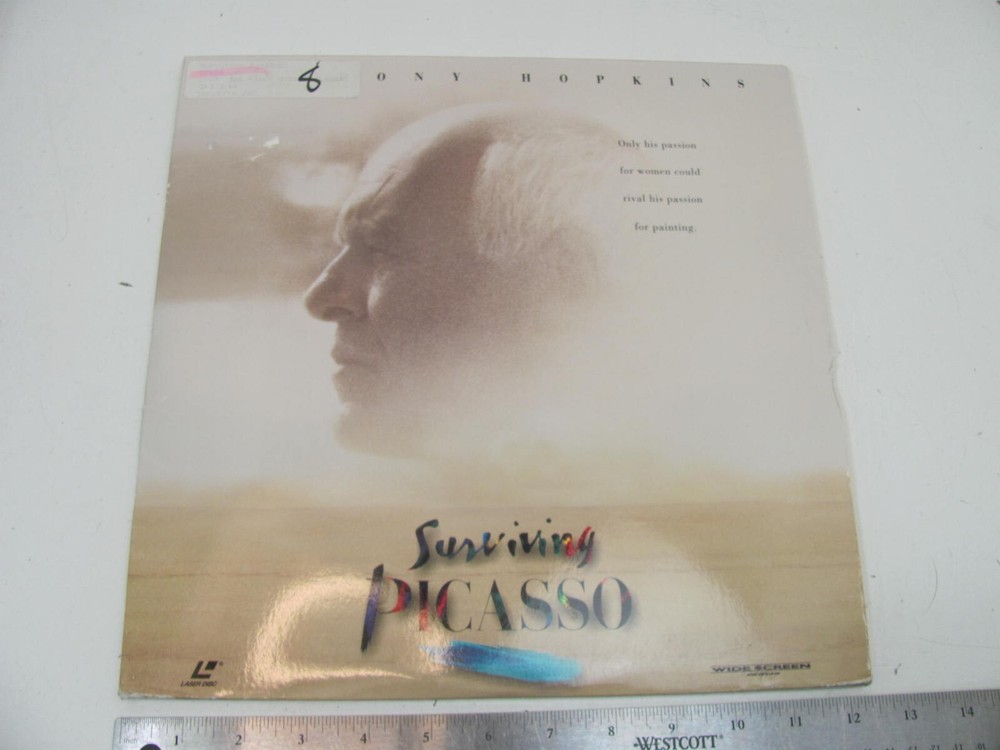 8
ONY HOPKINS
Only his passion
for women could
rival his passion
for painting.
Surviving
PICASSO
LASER DISC
WIDE SCREEN
1 2 3 4 5 6 7 8 9 10 11 12 13 14
WESTCOTT